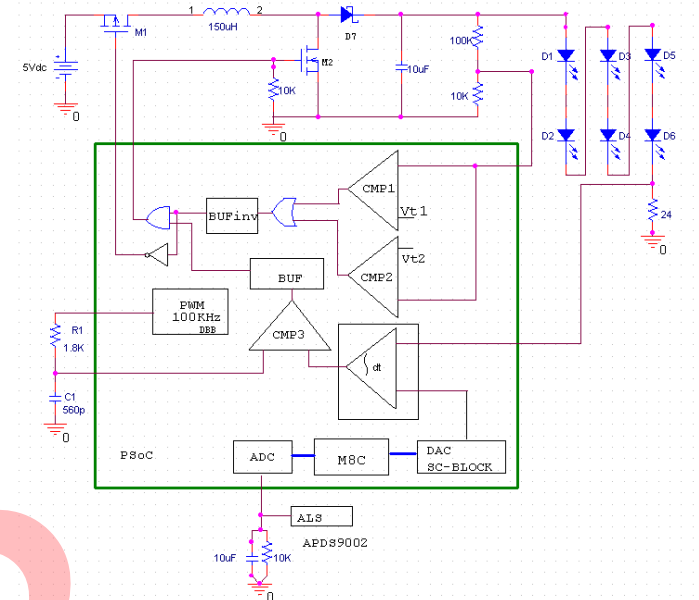 1
2
M1
150uH
D7
5Vdc
M2
100K
10K
10uF
10K
0
0
D1
D3
D5
D2
D4
D6
24
0
CMP1
Vt1
BUFinv
Vt2
CMP2
BUF
PWM
100KHz
DBB
CMP3
R1
1.8K
dt
C1
560p
0
PSoC
ADC
M8C
DAC
SC-BLOCK
ALS
APDS9002
10uF
10K
0